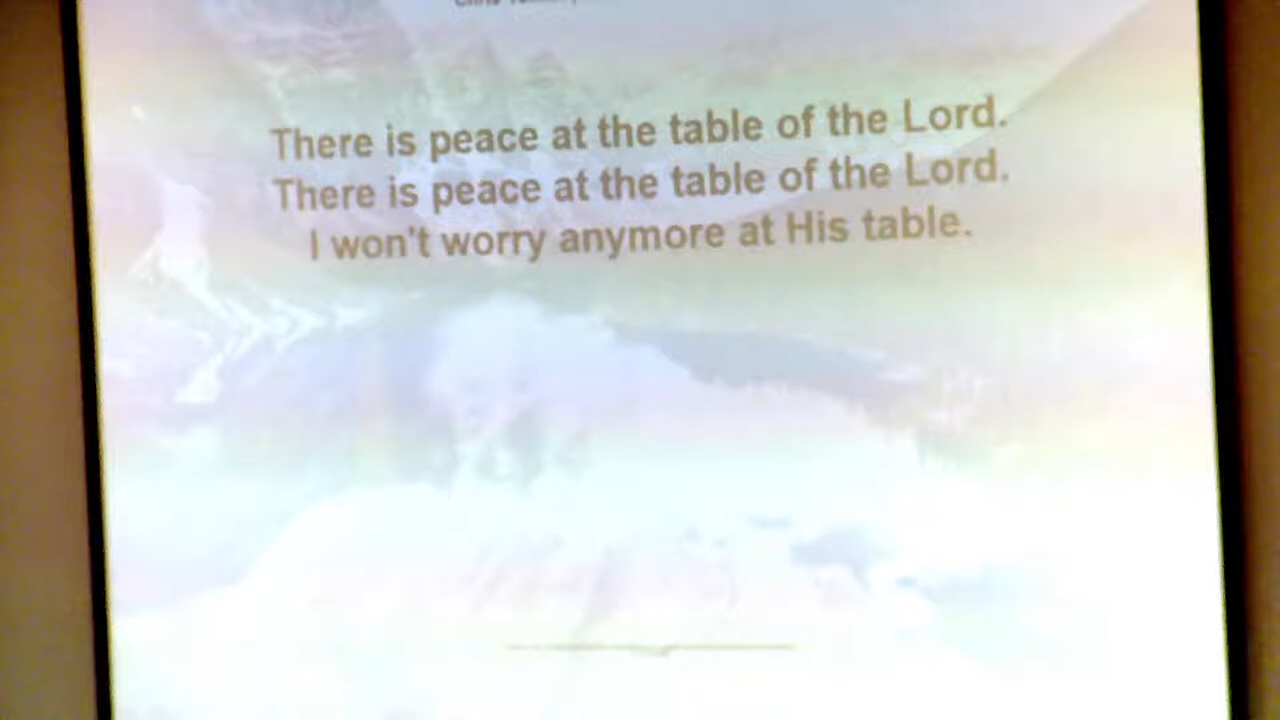 There is peace at the table of the Lord.
There is peace at the table of the Lord.
I won't worry anymore at His table.